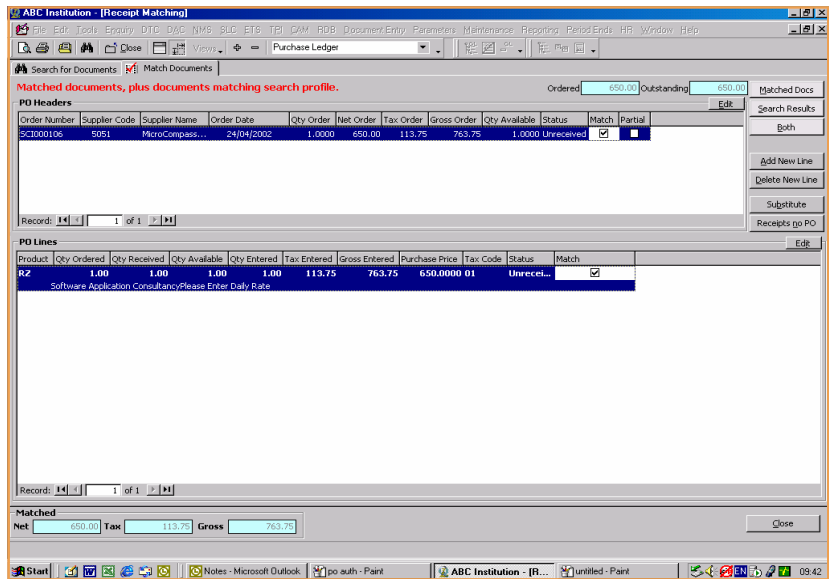 ABC Institution - [Receipt Matching]
File Edit Tools Enquiry DTC DAC NMS SLC ETS TPI CAM RDB Document Entry Parameters Maintenance Reporting Period Ends HR Window Help
Close Views Purchase Ledger
Search for Documents Match Documents
Matched documents, plus documents matching search profile. Ordered 650.00 Outstanding 650.00 Matched Docs
PO Headers Edit Search Results
Order Number Supplier Code Supplier Name Order Date Qty Order Net Order Tax Order Gross Order Qty Available Status Match Partial
SCI000106 5051 MicroCompass... 24/04/2002 1.0000 650.00 113.75 763.75 1.0000 Unreceived
Both
Add New Line
Delete New Line
Substitute
Record: 1 of 1 Receipts no PO
PO Lines Edit
Product Qty Ordered Qty Received Qty Available Qty Entered Tax Entered Gross Entered Purchase Price Tax Code Status Match
RZ 1.00 1.00 1.00 1.00 113.75 763.75 650.0000 01 Unrecei...
Software Application ConsultancyPlease Enter Daily Rate
Record: 1 of 1
Matched
Net 650.00 Tax 113.75 Gross 763.75 Close
Start Notes - Microsoft Outlook po auth - Paint ABC Institution - [R... untitled - Paint EN 09:42